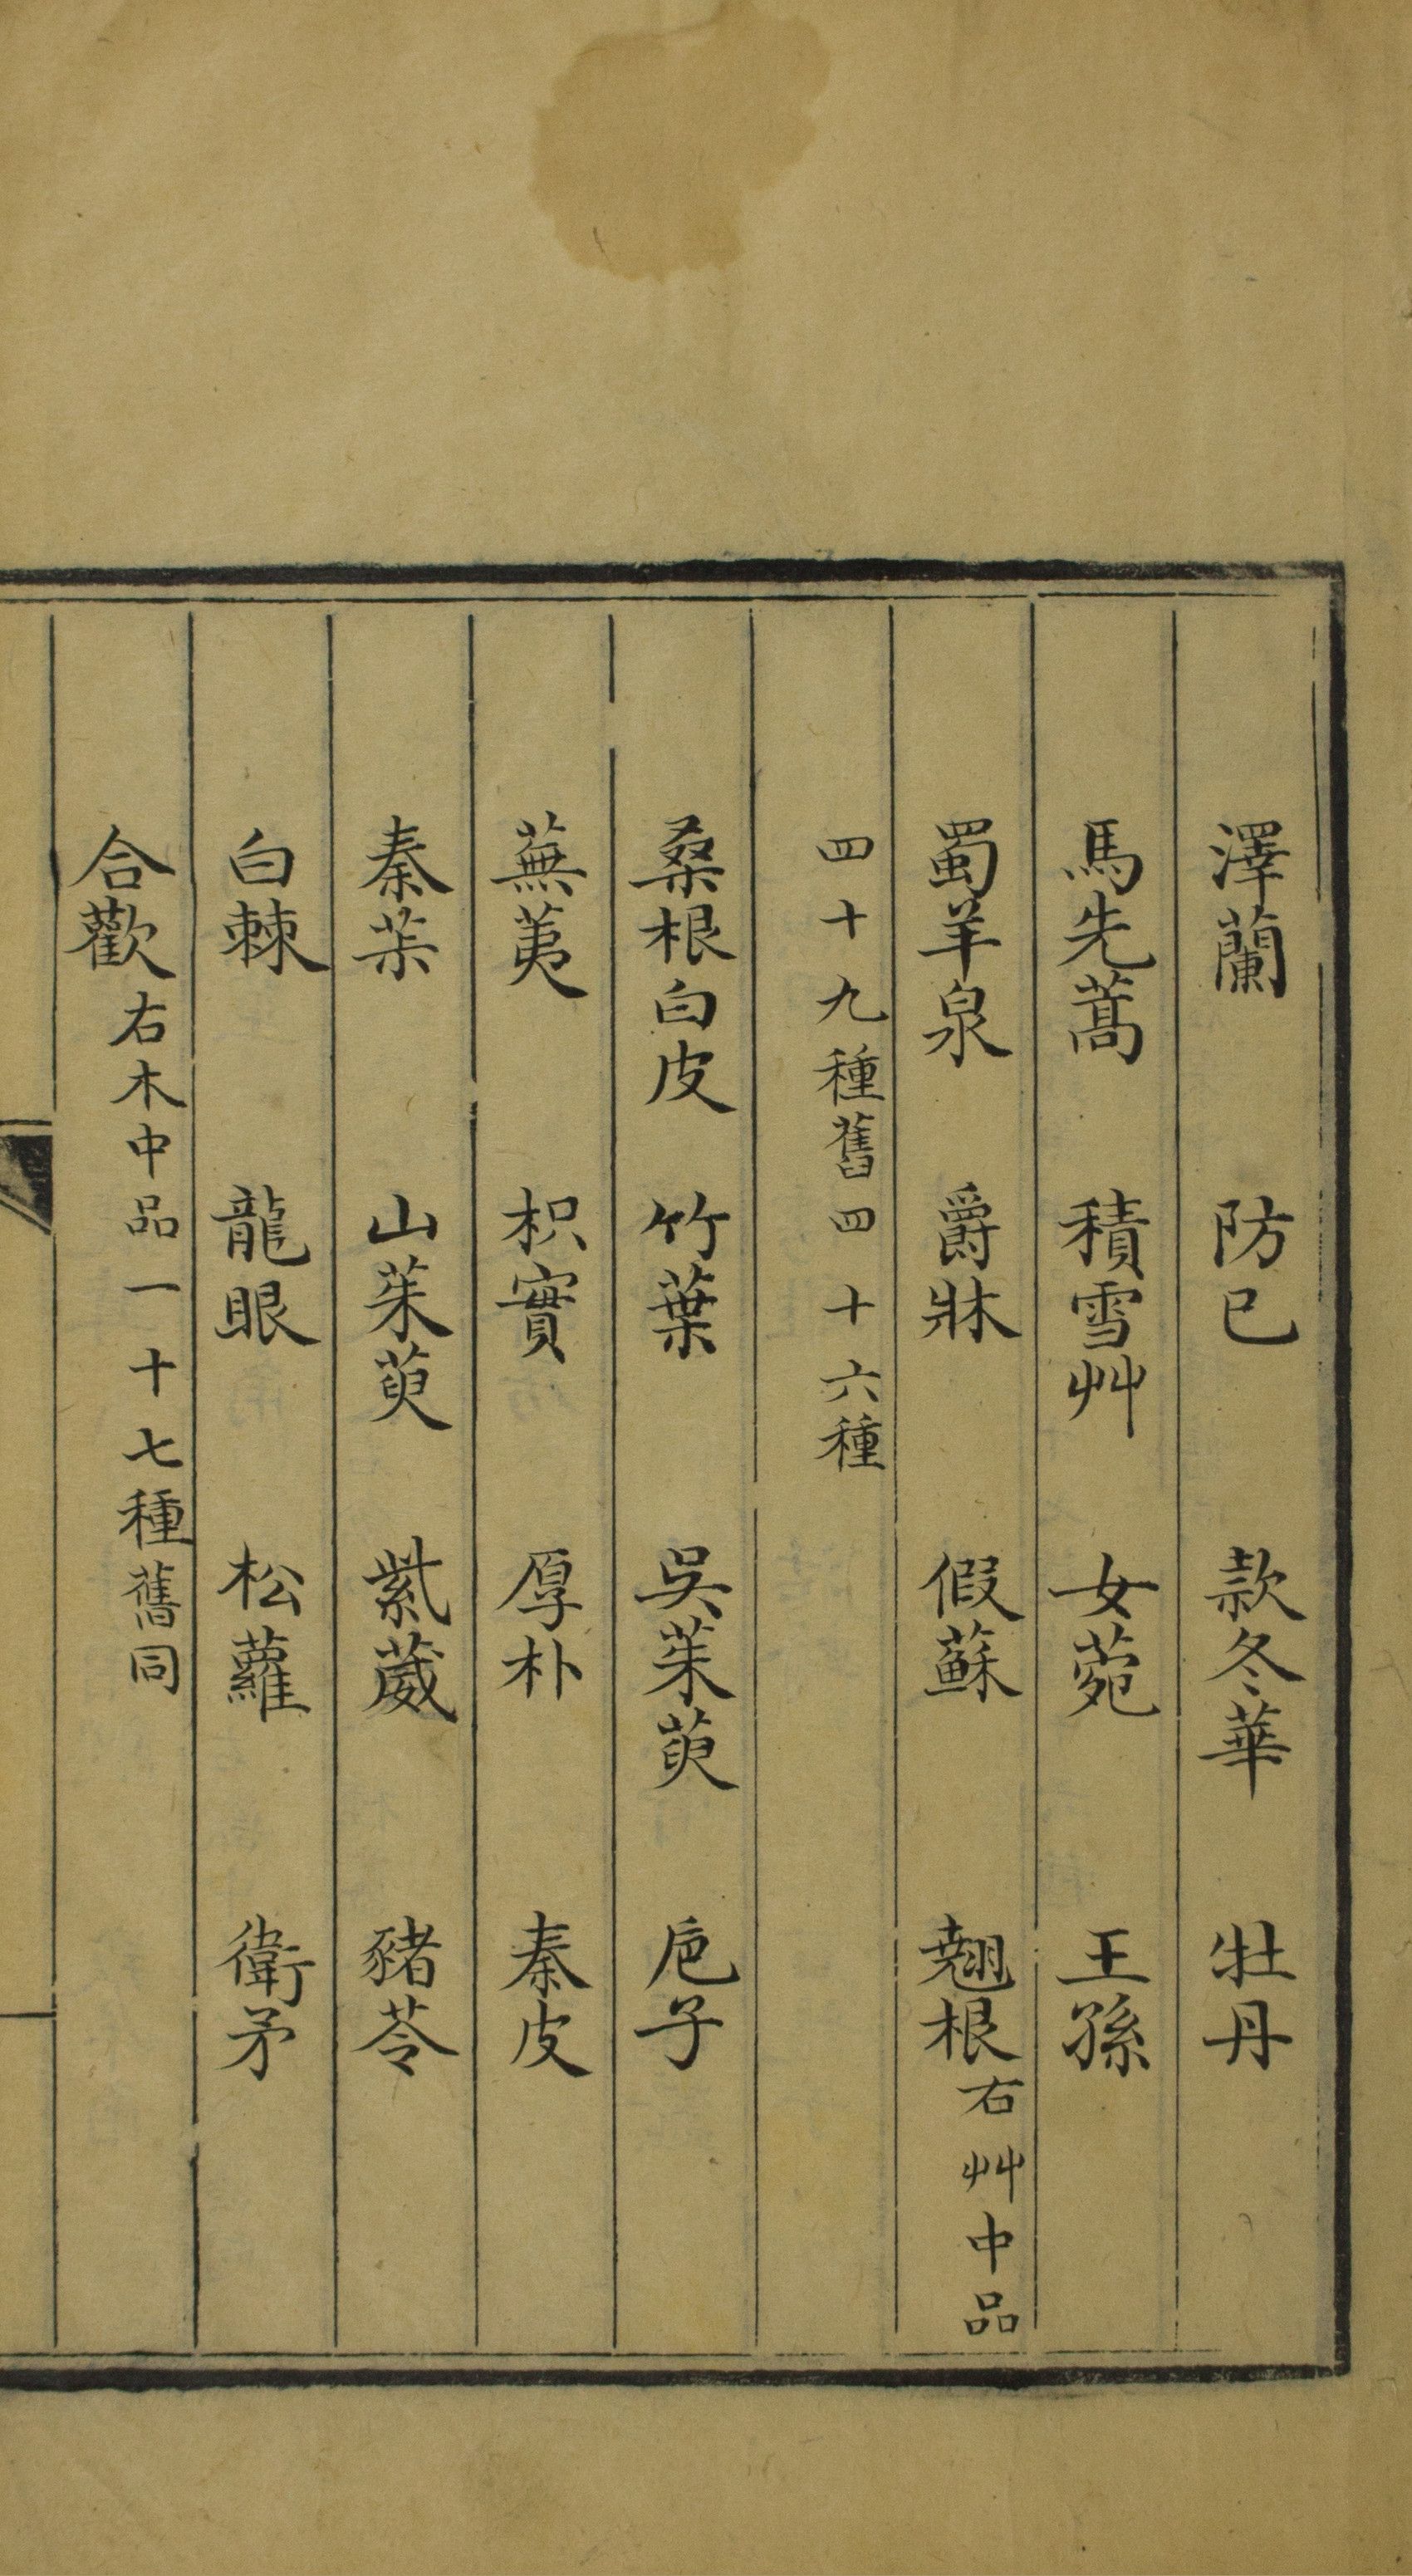 澤蘭 防已 款冬華 牡丹
馬先蒿 積雪艸 女菀 王孫
蜀羊泉 爵牀 假蘇 翹根右艸中品
四十九種舊四十六種
桑根白皮 竹葉 吳茱萸 巵子
蕪荑 枳實 厚朴 秦皮
秦茮 山茱萸 紫葳 豬苓
白棘 龍眼 松蘿 衛矛
合歡右木中品一十七種舊同